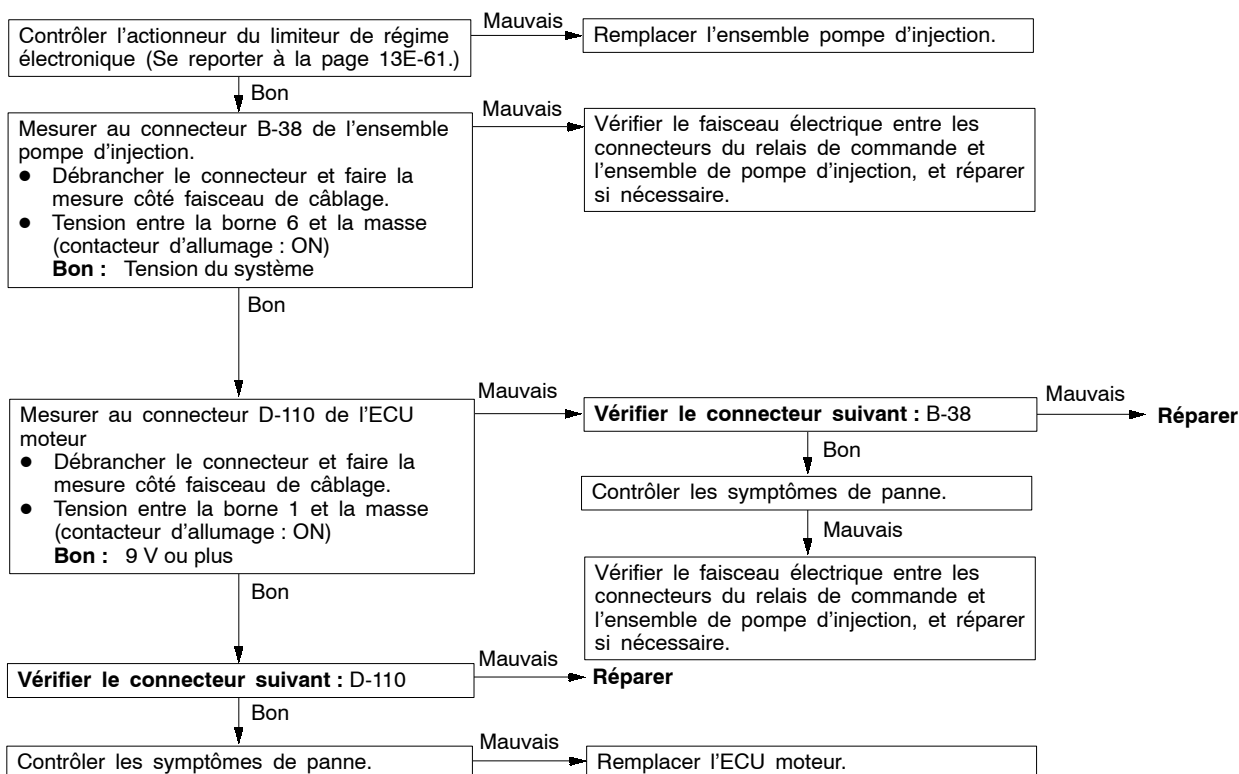 Contrôler l'actionneur du limiteur de régime
électronique (Se reporter à la page 13E-61.)
Mauvais
Remplacer l'ensemble pompe d'injection.
Bon
Mesurer au connecteur B-38 de l'ensemble
pompe d'injection.
● Débrancher le connecteur et faire la
mesure côté faisceau de câblage.
● Tension entre la borne 6 et la masse
(contacteur d'allumage : ON)
Bon : Tension du système
Mauvais
Vérifier le faisceau électrique entre les
connecteurs du relais de commande et
l'ensemble de pompe d'injection, et réparer
si nécessaire.
Bon
Mesurer au connecteur D-110 de l'ECU
moteur
● Débrancher le connecteur et faire la
mesure côté faisceau de câblage.
● Tension entre la borne 1 et la masse
(contacteur d'allumage : ON)
Bon : 9 V ou plus
Mauvais
Vérifier le connecteur suivant : B-38
Mauvais
Réparer
Bon
Contrôler les symptômes de panne.
Mauvais
Vérifier le faisceau électrique entre les
connecteurs du relais de commande et
l'ensemble de pompe d'injection, et réparer
si nécessaire.
Bon
Vérifier le connecteur suivant : D-110
Mauvais
Réparer
Bon
Contrôler les symptômes de panne.
Mauvais
Remplacer l'ECU moteur.